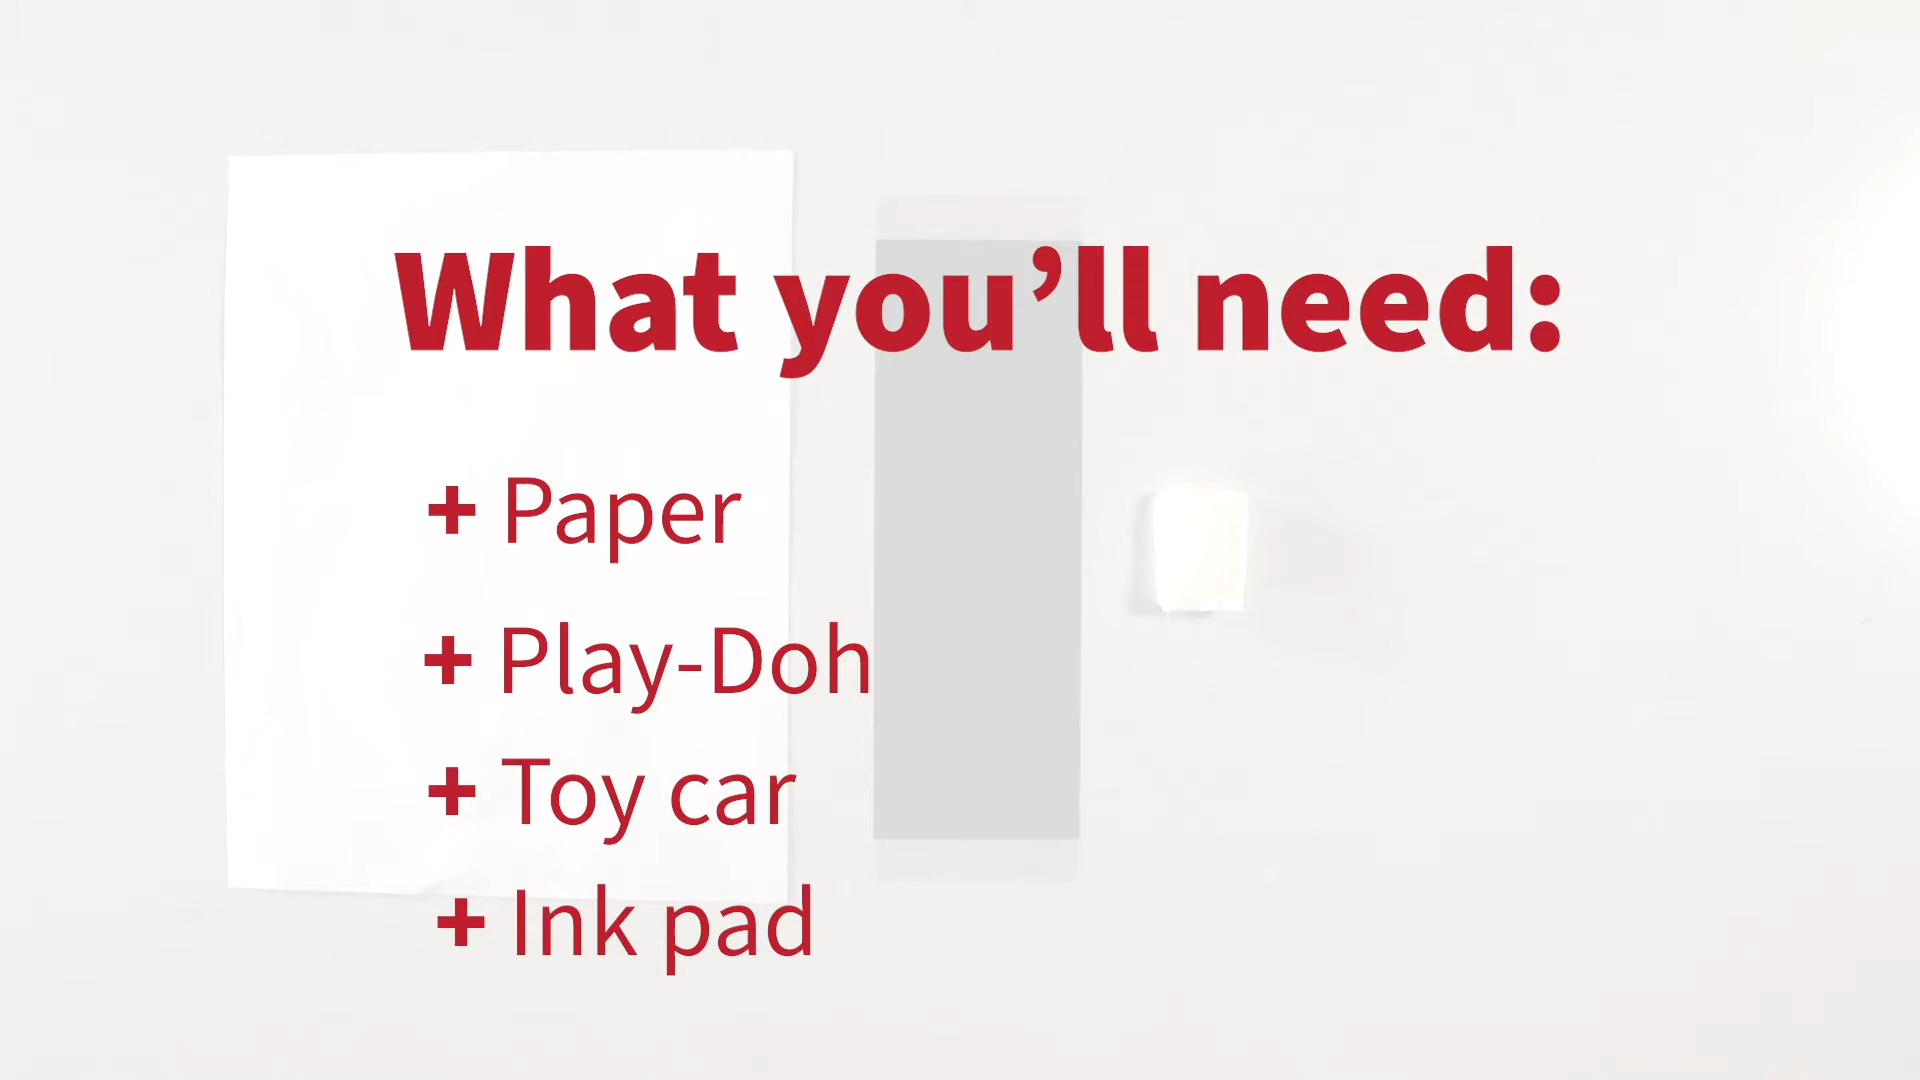 What you’ll need:
+ Paper
+ Play-Doh
+ Toy car
+ Ink pad